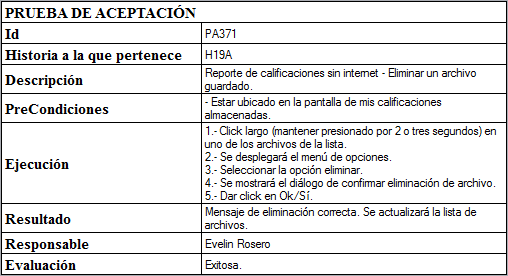 PRUEBA DE ACEPTACIÓN
Id PA371
Historia a la que pertenece H19A
Descripción Reporte de calificaciones sin internet - Eliminar un archivo
guardado.
PreCondiciones - Estar ubicado en la pantalla de mis calificaciones
almacenadas.
Ejecución 1.- Click largo (mantener presionado por 2 o tres segundos) en
uno de los archivos de la lista.
2.- Se desplegará el menú de opciones.
3.- Seleccionar la opción eliminar.
4.- Se mostrará el diálogo de confirmar eliminación de archivo.
5.- Dar click en Ok/Sí.
Resultado Mensaje de eliminación correcta. Se actualizará la lista de
archivos.
Responsable Evelin Rosero
Evaluación Exitosa.